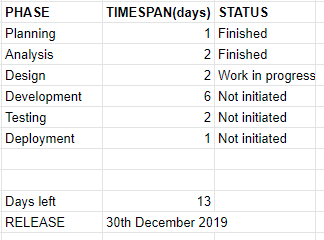 PHASE TIMESPAN(days) STATUS
Planning 1 Finished
Analysis 2 Finished
Design 2 Work in progress
Development 6 Not initiated
Testing 2 Not initiated
Deployment 1 Not initiated
Days left 13
RELEASE 30th December 2019